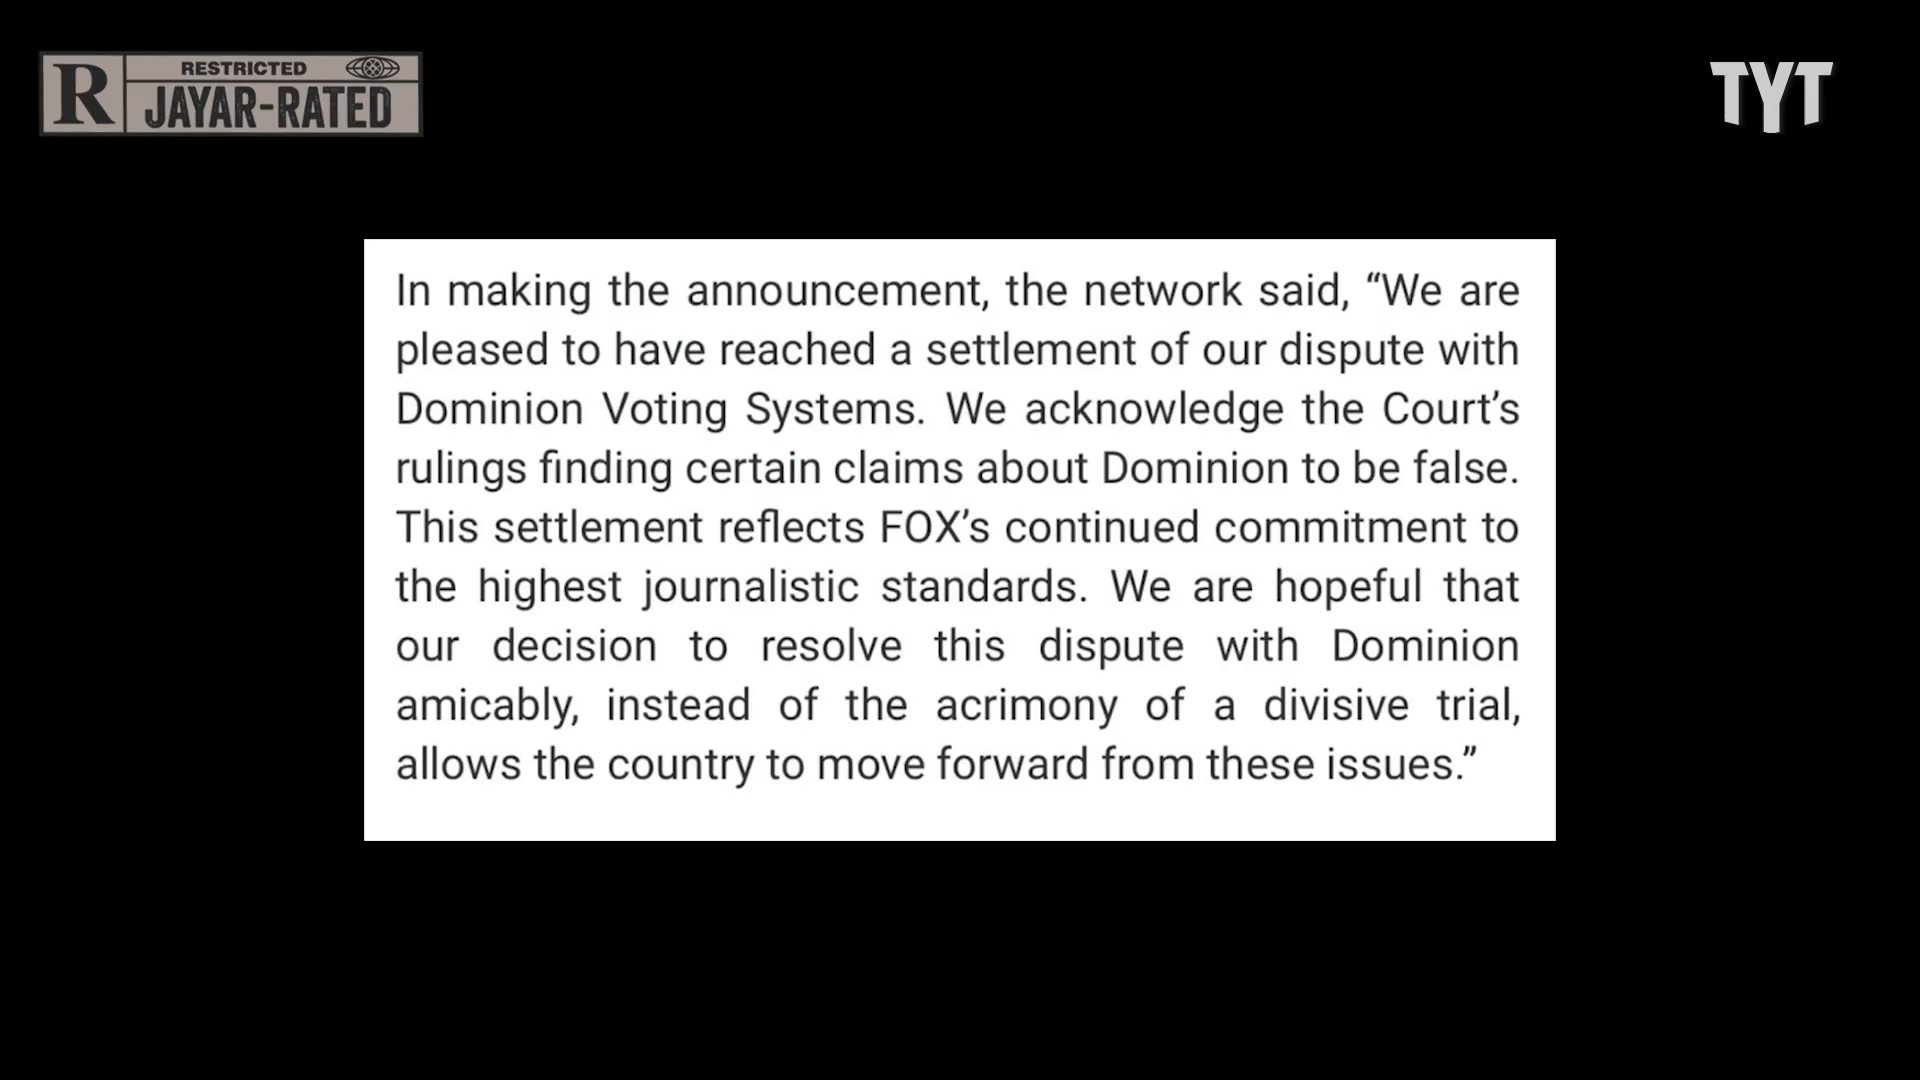 R
RESTRICTED
JAYAR-RATED
TYT
In making the announcement, the network said, “We are
pleased to have reached a settlement of our dispute with
Dominion Voting Systems. We acknowledge the Court’s
rulings finding certain claims about Dominion to be false.
This settlement reflects FOX’s continued commitment to
the highest journalistic standards. We are hopeful that
our decision to resolve this dispute with Dominion
amicably, instead of the acrimony of a divisive trial,
allows the country to move forward from these issues.”